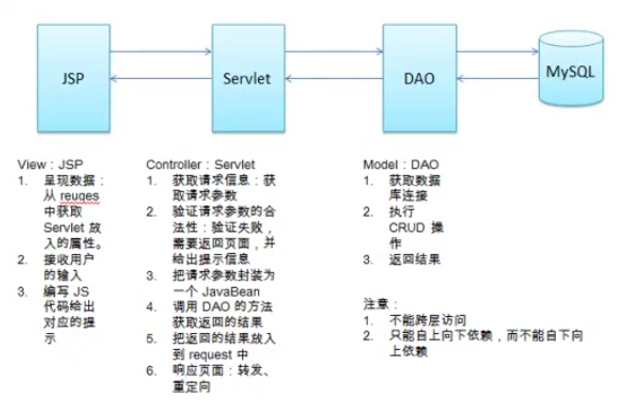 JSP
Servlet
DAO
MySQL
View：JSP
1. 呈现数据：
从 reuqes
中获取
Servlet 放
入的属性。
2. 接收用户
的输入
3. 编写 JS
代码给出
对应的提
示
Controller：Servlet
1. 获取请求信息：获
取请求参数
2. 验证请求参数的合
法性：验证失败，
需要返回页面，并
给出提示信息
3. 把请求参数封装为
一个 JavaBean
4. 调用 DAO 的方法
获取返回的结果
5. 把返回的结果放入
到 request 中
6. 响应页面：转发、
重定向
Model：DAO
1. 获取数据
库连接
2. 执行
CRUD 操
作
3. 返回结果
注意：
1. 不能跨层访问
2. 只能自上向下依赖，而不能自下向
上依赖